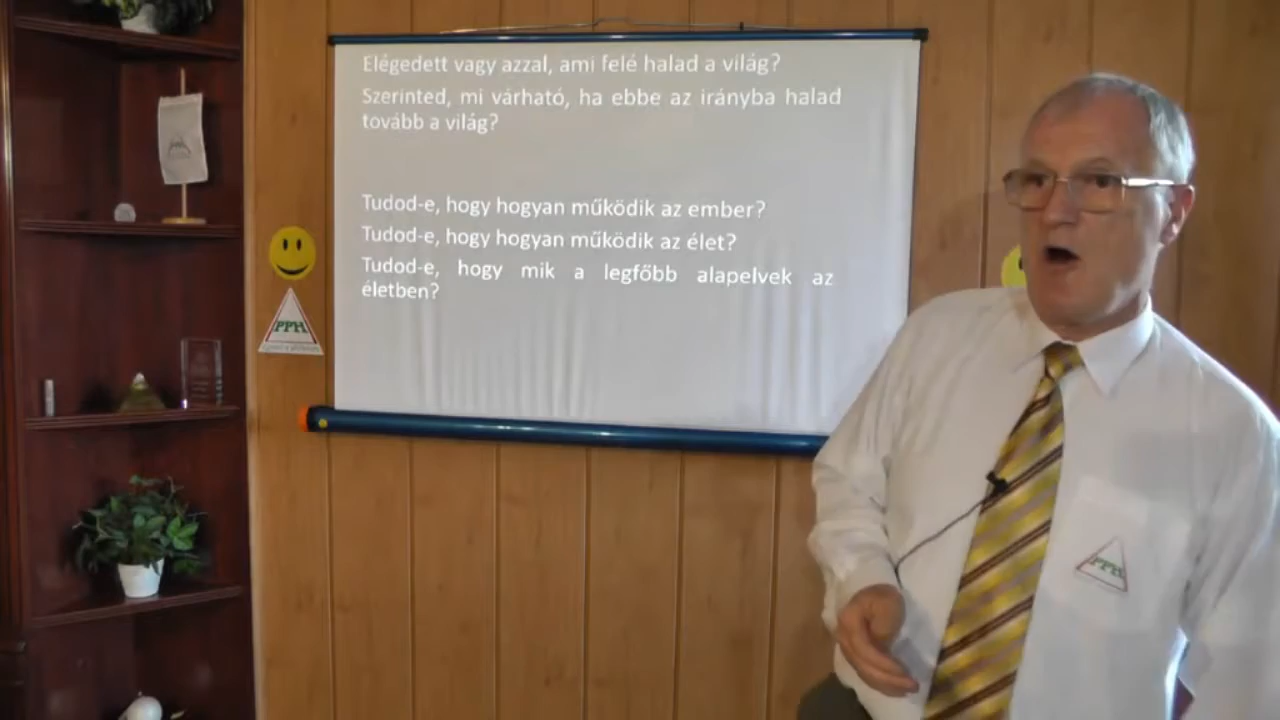 Elégedett vagy azzal, ami felé halad a világ?
Szerinted, mi várható, ha ebbe az irányba halad
tovább a világ?
Tudod-e, hogy hogyan működik az ember?
Tudod-e, hogy hogyan működik az élet?
Tudod-e, hogy mik a legfőbb alapelvek az
életben?
PPH
PPH